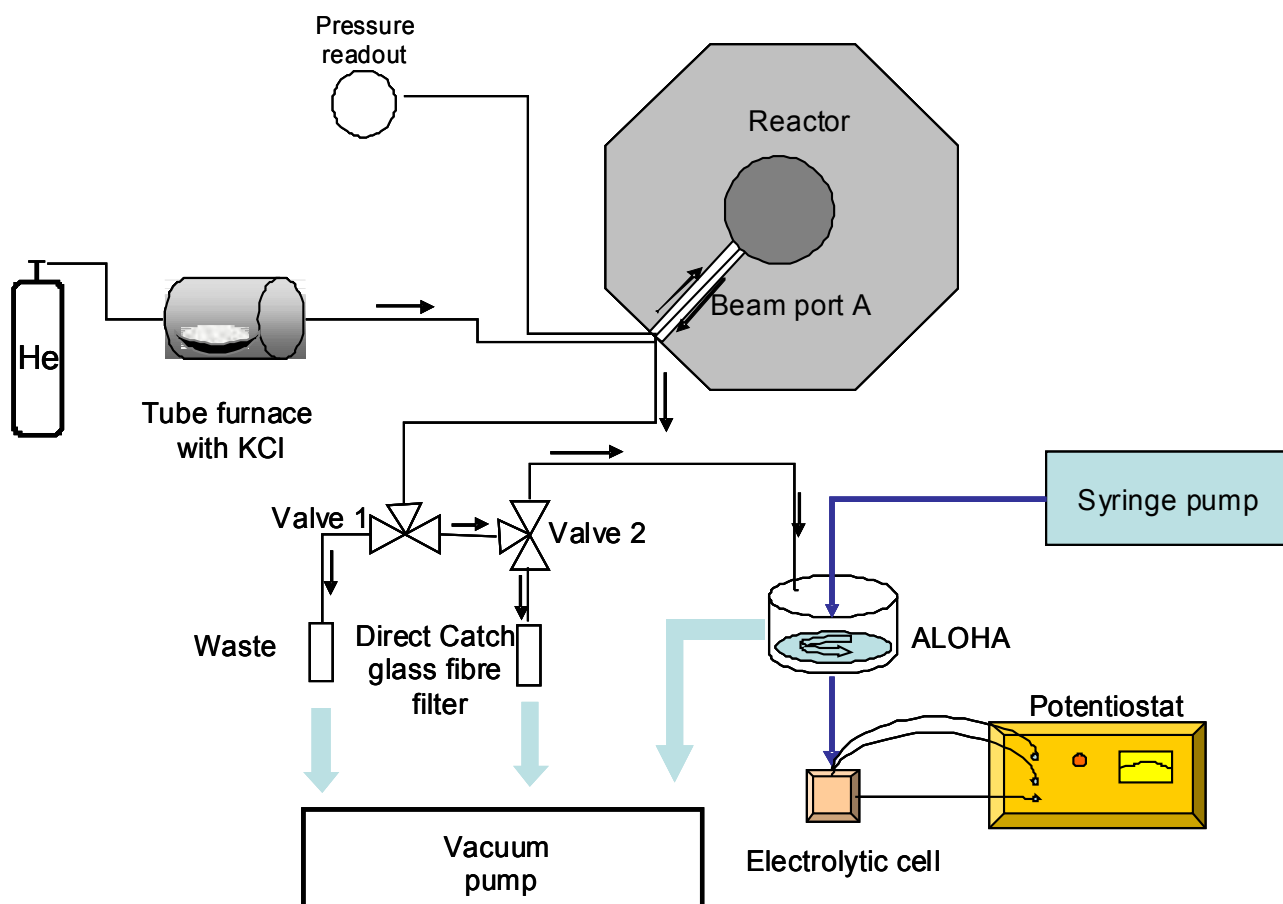 Pressure
readout
Reactor
Beam port A
He
Tube furnace
with KCl
Valve 1
Valve 2
Syringe pump
Waste
Direct Catch
glass fibre
filter
ALOHA
Potentiostat
Electrolytic cell
Vacuum
pump